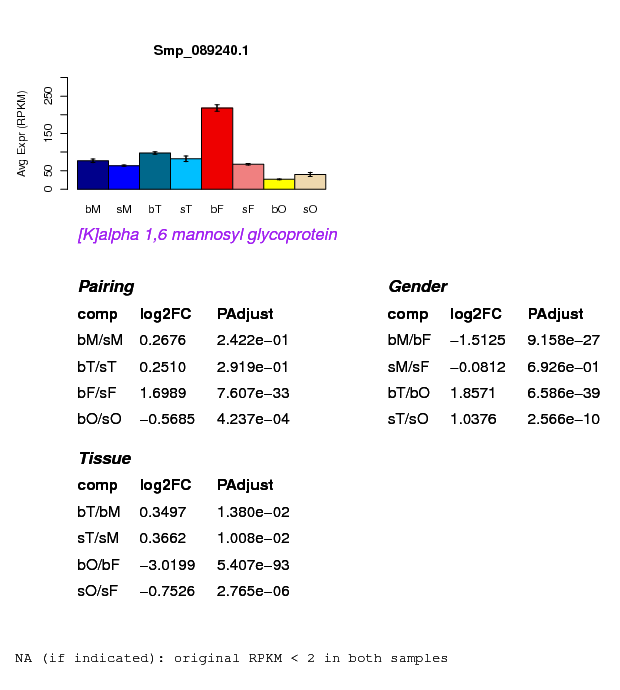 Smp_089240.1
Avg Expr (RPKM)
250
150
50
0
bM sM bT sT bF sF bO sO
[K]alpha 1,6 mannosyl glycoprotein
Pairing
comp log2FC PAdjust
bM/sM 0.2676 2.422e−01
bT/sT 0.2510 2.919e−01
bF/sF 1.6989 7.607e−33
bO/sO −0.5685 4.237e−04
Gender
comp log2FC PAdjust
bM/bF −1.5125 9.158e−27
sM/sF −0.0812 6.926e−01
bT/bO 1.8571 6.586e−39
sT/sO 1.0376 2.566e−10
Tissue
comp log2FC PAdjust
bT/bM 0.3497 1.380e−02
sT/sM 0.3662 1.008e−02
bO/bF −3.0199 5.407e−93
sO/sF −0.7526 2.765e−06
NA (if indicated): original RPKM < 2 in both samples